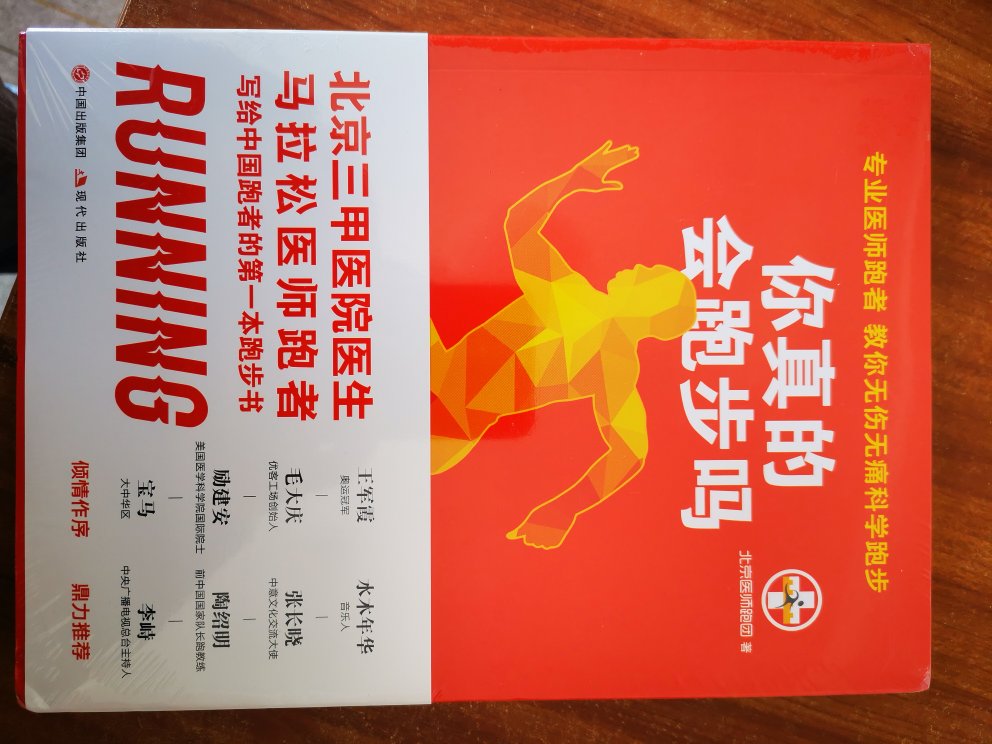 专业医师跑者 教你无伤无痛科学跑步
你真的
会跑步吗
北京医师跑团 著
北京三甲医院医生
马拉松医师跑者
写给中国跑者的第一本跑步书
RUNNING
中国出版集团 现代出版社
王军霞
奥运冠军
毛大庆
优客工场创始人
励建安
美国医学科学院国际院士
宝马
大中华区
倾情作序
水木年华
音乐人
张长晓
中意文化交流大使
陶绍明
前中国国家队长跑教练
李峙
中央广播电视总台主持人
鼎力推荐